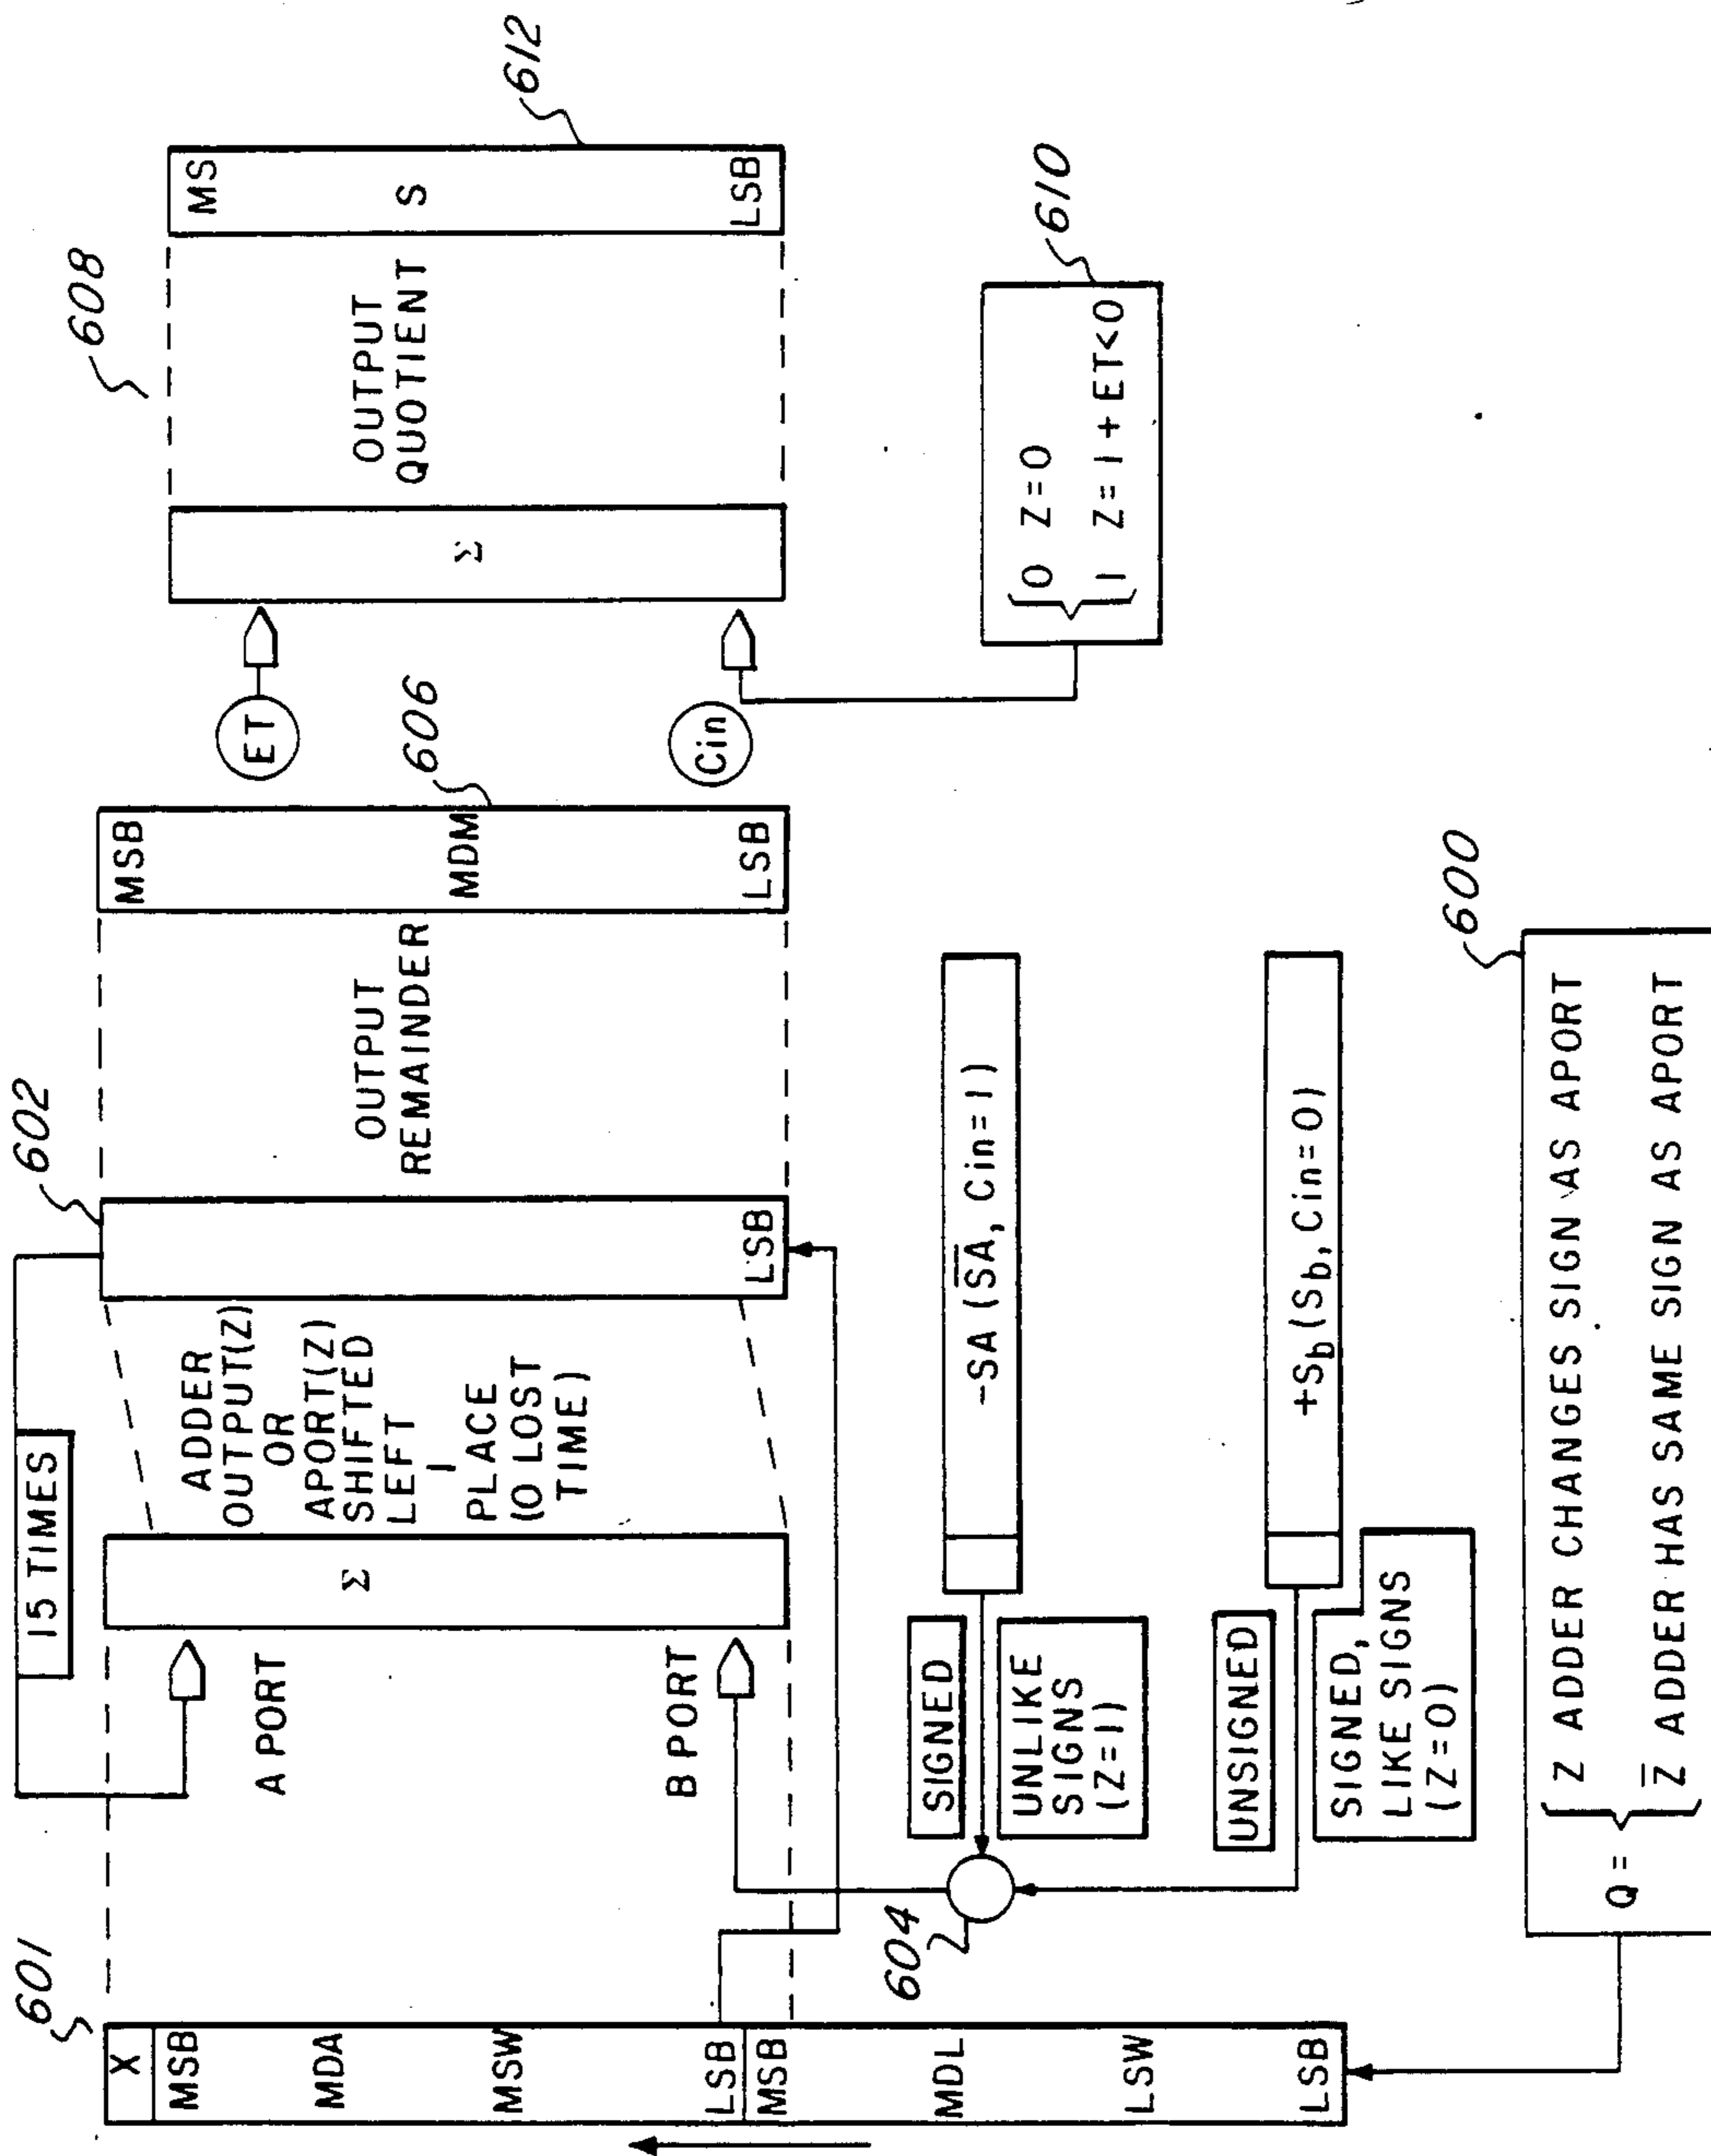 601
X
MSB
MDA
MSW
LSB
MSB
MDL
LSW
LSB
15 TIMES
A PORT
B PORT
Σ
ADDER
OUTPUT(Z)
OR
APORT(Z)
SHIFTED
LEFT
1
PLACE
(0 LOST
TIME)
602
LSB
OUTPUT
REMAINDER
MSB
MDM
LSB
606
ET
Cin
Σ
608
OUTPUT
QUOTIENT
MS
S
LSB
612
604
SIGNED
UNLIKE
SIGNS
(Z=1)
-SA (S̅A̅, Cin=1)
UNSIGNED
SIGNED,
LIKE SIGNS
(Z=0)
+Sb (Sb, Cin=0)
0 Z=0
1 Z=1+ET<0
610
600
Q = Z ADDER CHANGES SIGN AS APORT
Z̅ ADDER HAS SAME SIGN AS APORT